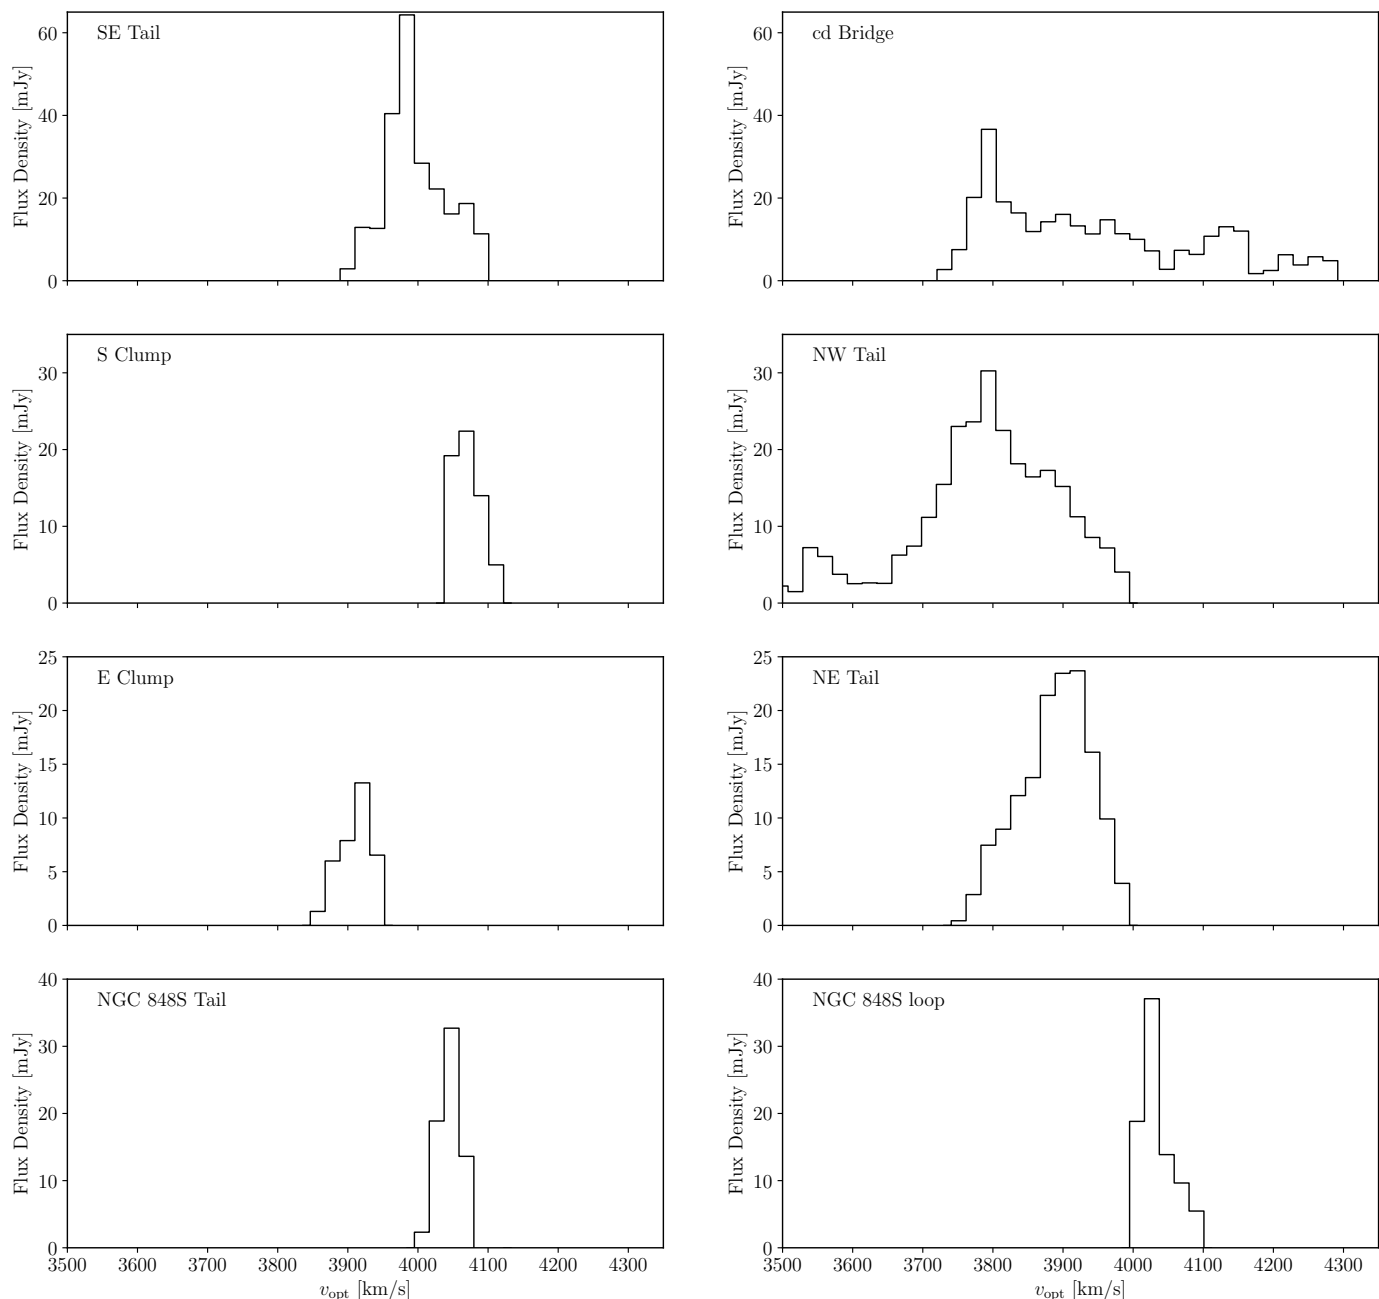 SE Tail
60
40
20
0
Flux Density [mJy]
cd Bridge
60
40
20
0
Flux Density [mJy]
S Clump
30
20
10
0
Flux Density [mJy]
NW Tail
30
20
10
0
Flux Density [mJy]
E Clump
25
20
15
10
5
0
Flux Density [mJy]
NE Tail
25
20
15
10
5
0
Flux Density [mJy]
NGC 848S Tail
40
30
20
10
0
Flux Density [mJy]
3500 3600 3700 3800 3900 4000 4100 4200 4300
v_opt [km/s]
NGC 848S loop
40
30
20
10
0
Flux Density [mJy]
3500 3600 3700 3800 3900 4000 4100 4200 4300
v_opt [km/s]